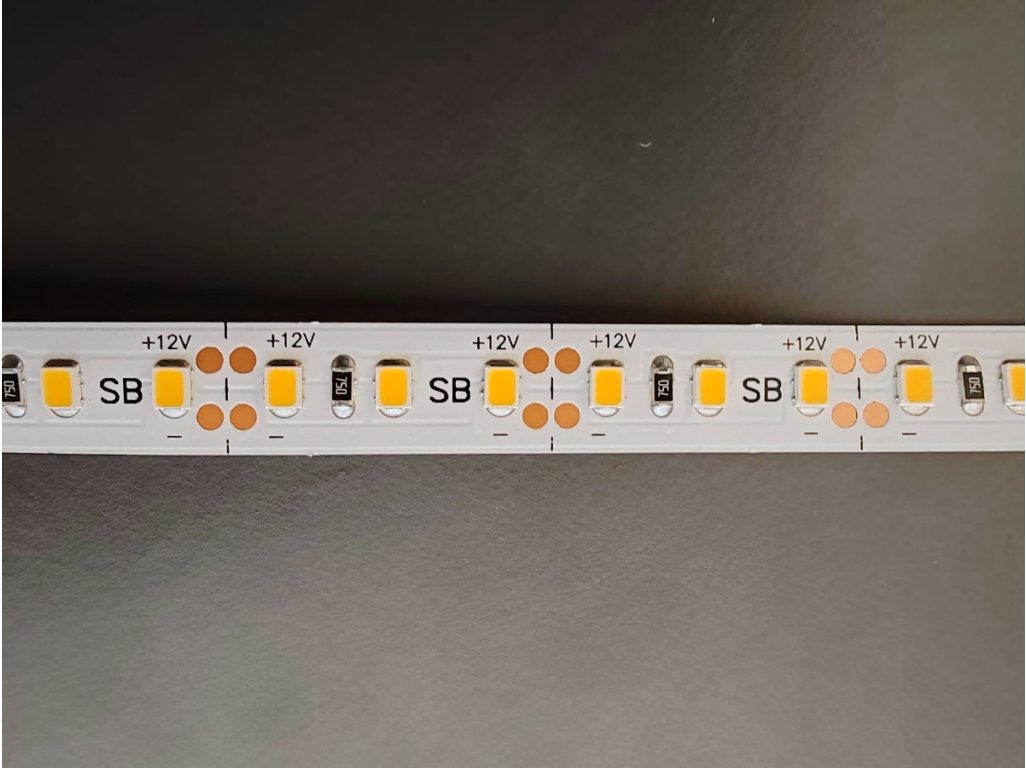 +12V +12V +12V +12V +12V +12V
750 SB 750 SB 750 SB 750
− − − − − −